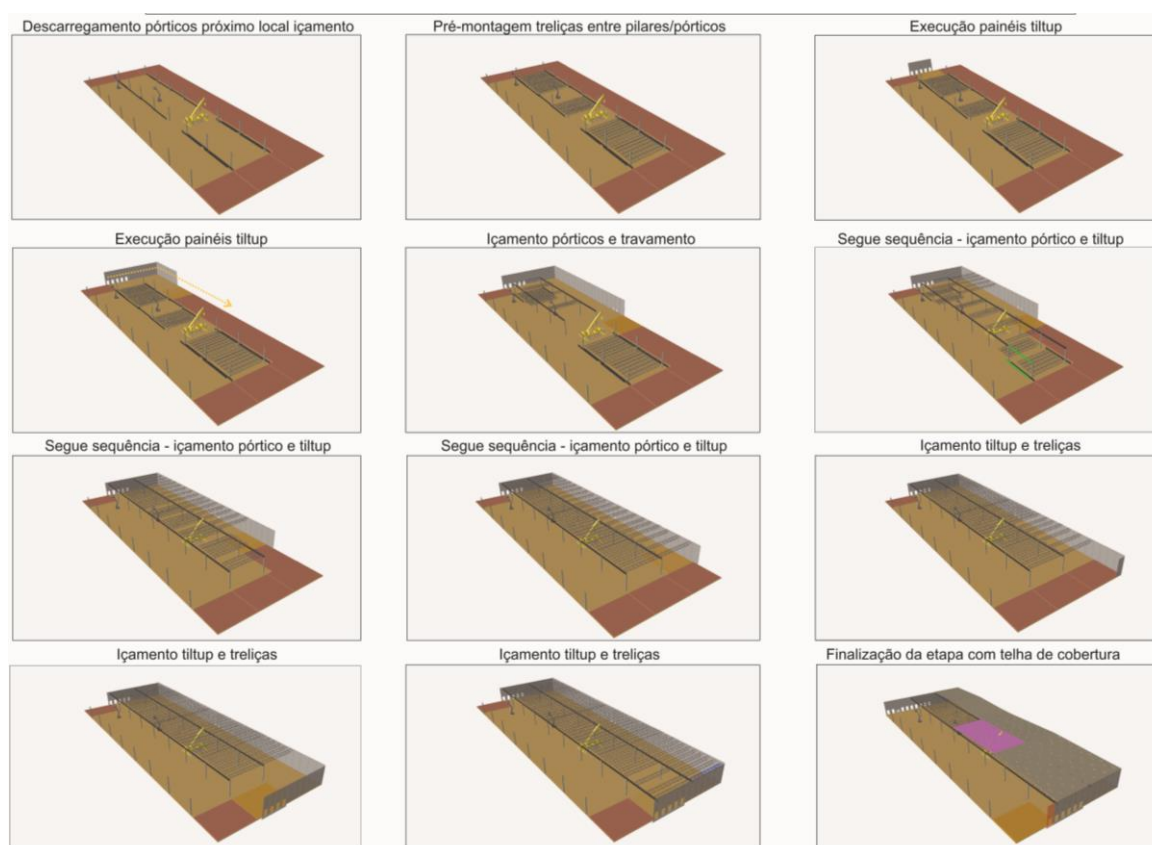 Descarregamento pórticos próximo local içamento
Pré-montagem treliças entre pilares/pórticos
Execução painéis tiltup
Execução painéis tiltup
Içamento pórticos e travamento
Segue sequência - içamento pórtico e tiltup
Segue sequência - içamento pórtico e tiltup
Segue sequência - içamento pórtico e tiltup
Içamento tiltup e treliças
Içamento tiltup e treliças
Içamento tiltup e treliças
Finalização da etapa com telha de cobertura